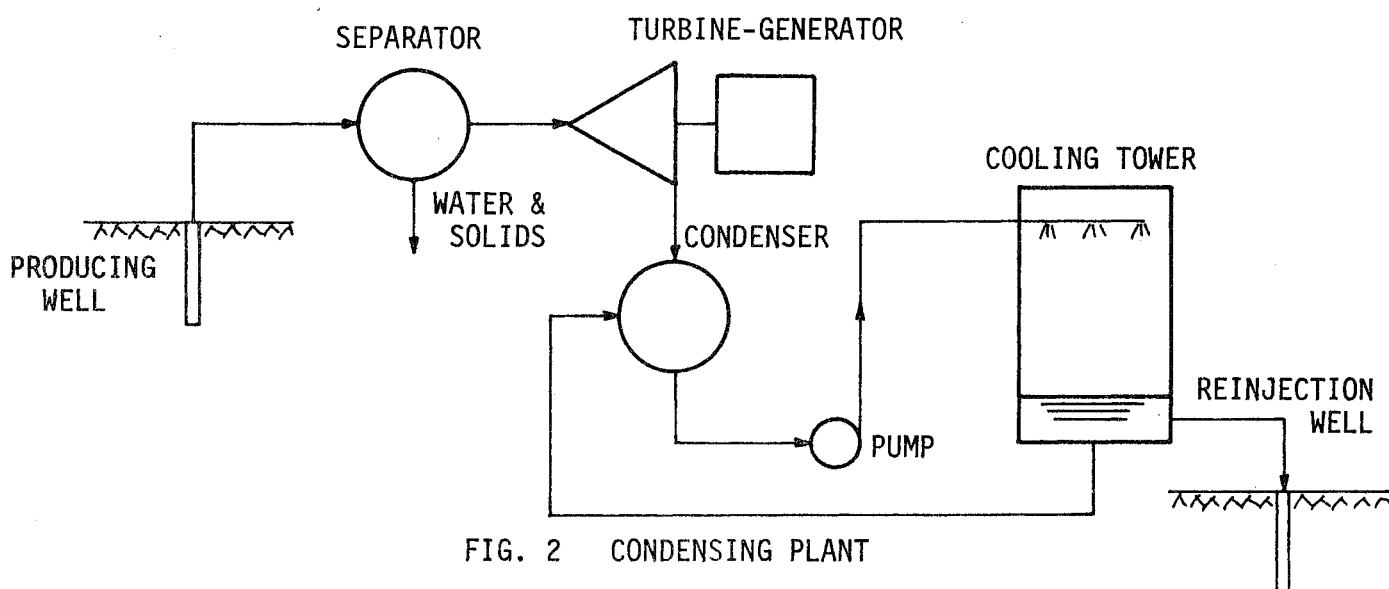 SEPARATOR
TURBINE-GENERATOR
COOLING TOWER
WATER &
SOLIDS
CONDENSER
PRODUCING
WELL
REINJECTION
WELL
PUMP
FIG. 2 CONDENSING PLANT